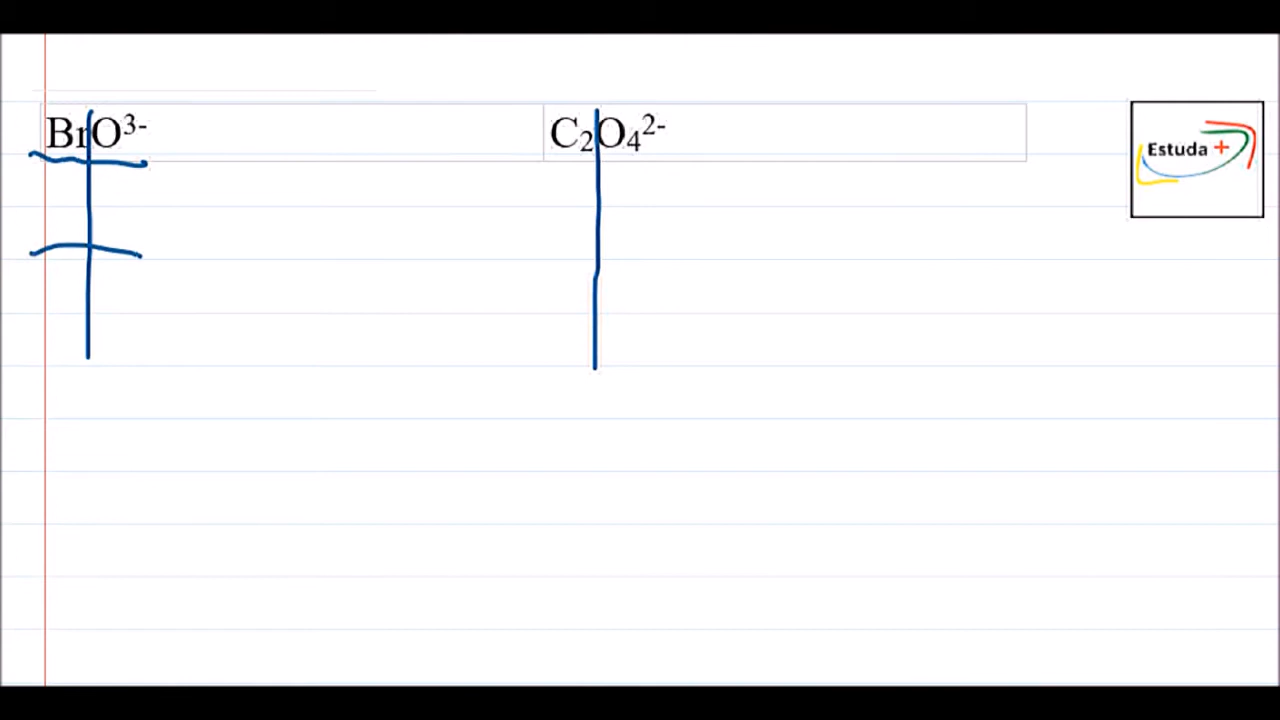 BrO³⁻ C₂O₄²⁻
Estuda +